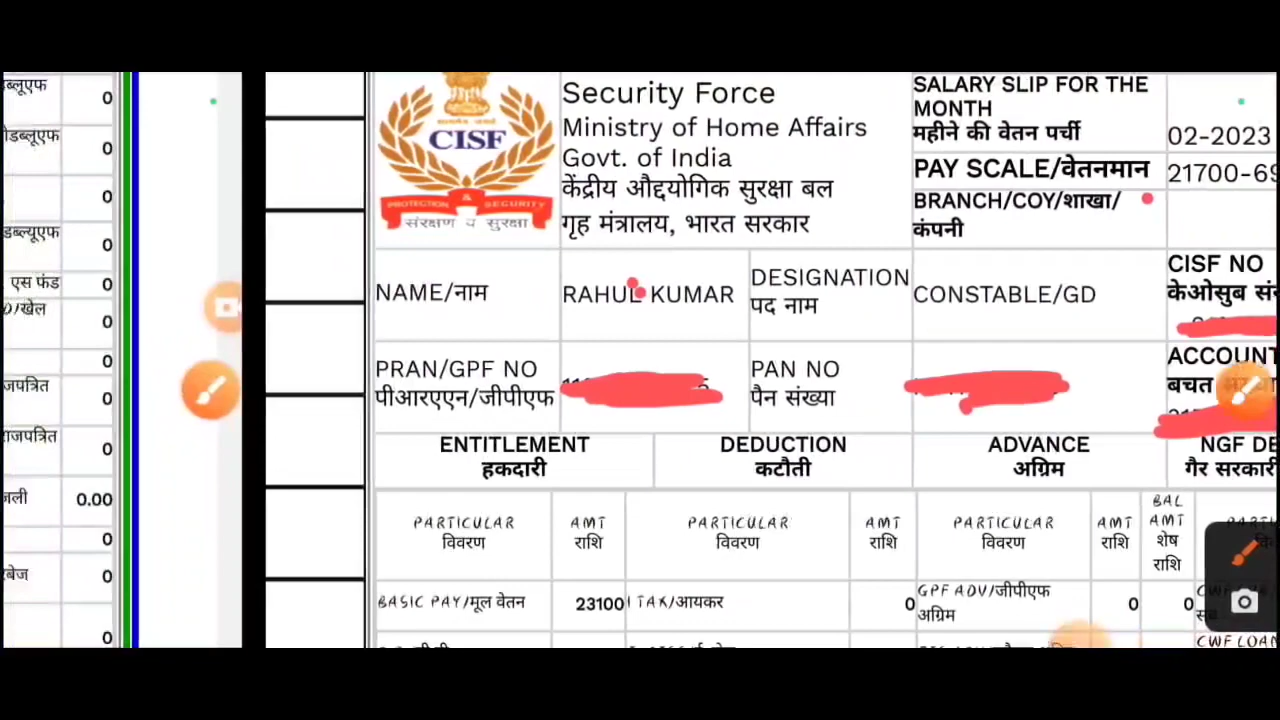 डब्लूएफ
0
ोडब्लूएफ
0
0
डब्ल्यूएफ
0
एस फंड
0
0/खेल
0
0
जपत्रित
0
राजपत्रित
0
जली
0.00
0
रबेज
0
0
CISF
PROTECTION & SECURITY
संरक्षण व सुरक्षा
Security Force
Ministry of Home Affairs
Govt. of India
केंद्रीय औद्दयोगिक सुरक्षा बल
गृह मंत्रालय, भारत सरकार
SALARY SLIP FOR THE
MONTH
महीने की वेतन पर्ची
02-2023
PAY SCALE/वेतनमान
21700-69
BRANCH/COY/शाखा/
कंपनी
NAME/नाम
RAHUL KUMAR
DESIGNATION
पद नाम
CONSTABLE/GD
CISF NO
केओसुब सं
PRAN/GPF NO
पीआरएएन/जीपीएफ
PAN NO
पैन संख्या
ACCOUNT
बचत
ENTITLEMENT
हकदारी
DEDUCTION
कटौती
ADVANCE
अग्रिम
NGF DE
गैर सरकारी
PARTICULAR
विवरण
AMT
राशि
PARTICULAR
विवरण
AMT
राशि
PARTICULAR
विवरण
AMT
राशि
BAL
AMT
शेष
राशि
BASIC PAY/मूल वेतन
23100
I TAX/आयकर
0
GPF ADV/जीपीएफ
अग्रिम
0
0
CWF LOAN